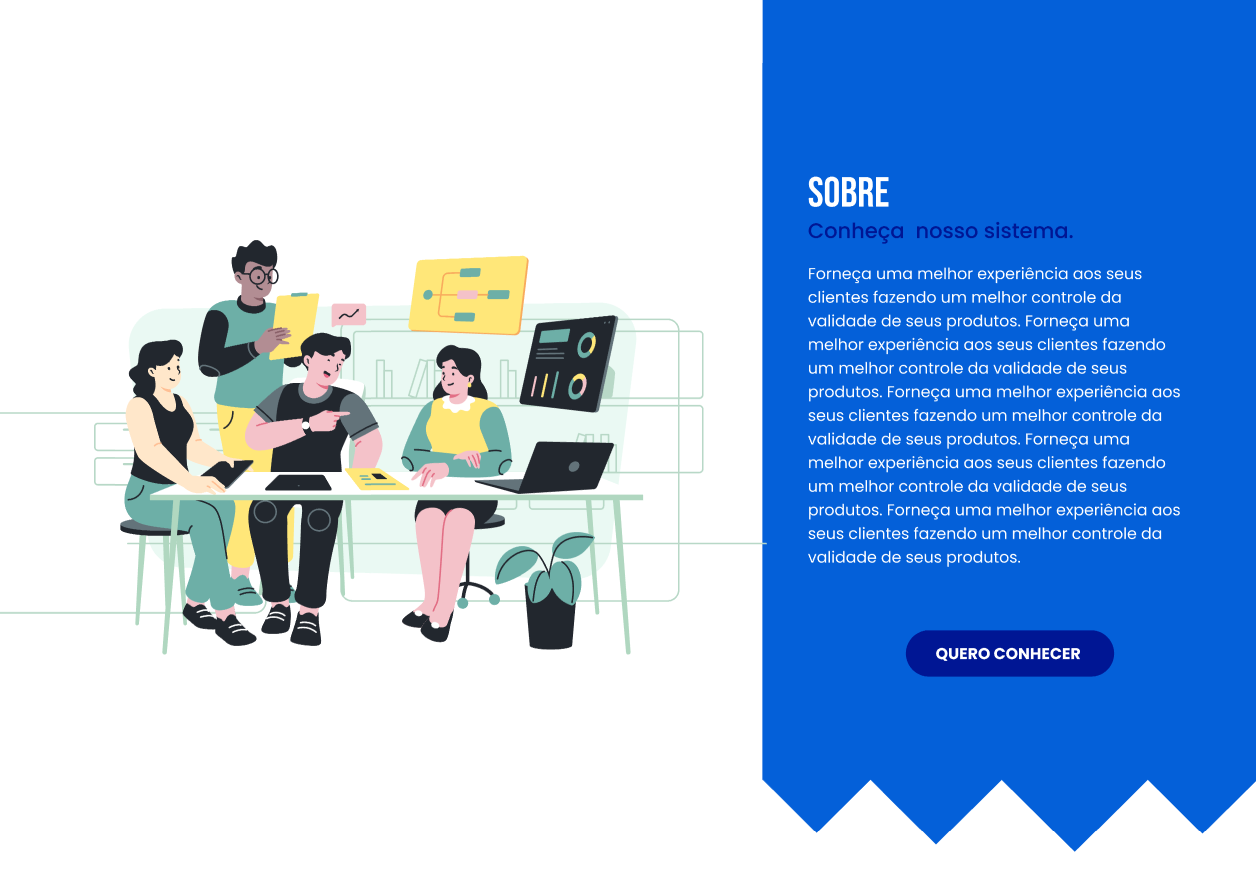 SOBRE
Conheça  nosso sistema.
Forneça uma melhor experiência aos seus
clientes fazendo um melhor controle da
validade de seus produtos. Forneça uma
melhor experiência aos seus clientes fazendo
um melhor controle da validade de seus
produtos. Forneça uma melhor experiência aos
seus clientes fazendo um melhor controle da
validade de seus produtos. Forneça uma
melhor experiência aos seus clientes fazendo
um melhor controle da validade de seus
produtos. Forneça uma melhor experiência aos
seus clientes fazendo um melhor controle da
validade de seus produtos.
QUERO CONHECER